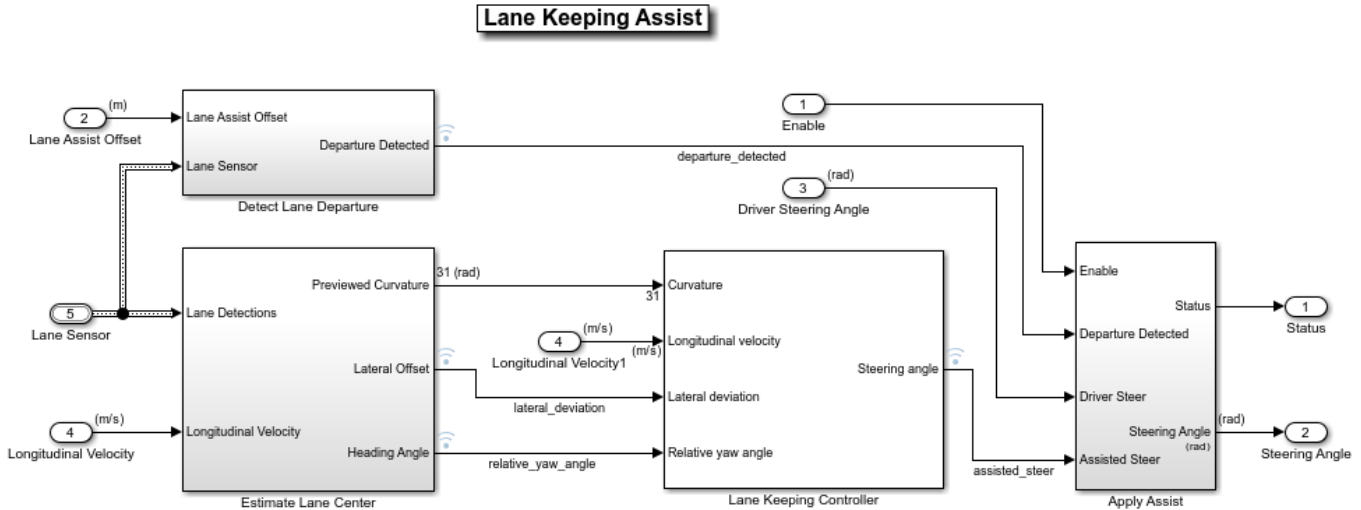 Lane Keeping Assist
2
(m)
Lane Assist Offset
Lane Assist Offset
Departure Detected
Lane Sensor
Detect Lane Departure
departure_detected
1
Enable
3
(rad)
Driver Steering Angle
5
Lane Sensor
4
(m/s)
Longitudinal Velocity
Previewed Curvature
Lane Detections
Lateral Offset
Longitudinal Velocity
Heading Angle
Estimate Lane Center
31 (rad)
31
4
(m/s)
(m/s)
Longitudinal Velocity1
lateral_deviation
relative_yaw_angle
Curvature
Longitudinal velocity
Steering angle
Lateral deviation
Relative yaw angle
Lane Keeping Controller
assisted_steer
Enable
Status
Departure Detected
Driver Steer
Steering Angle
(rad)
Assisted Steer
Apply Assist
1
Status
(rad)
2
Steering Angle